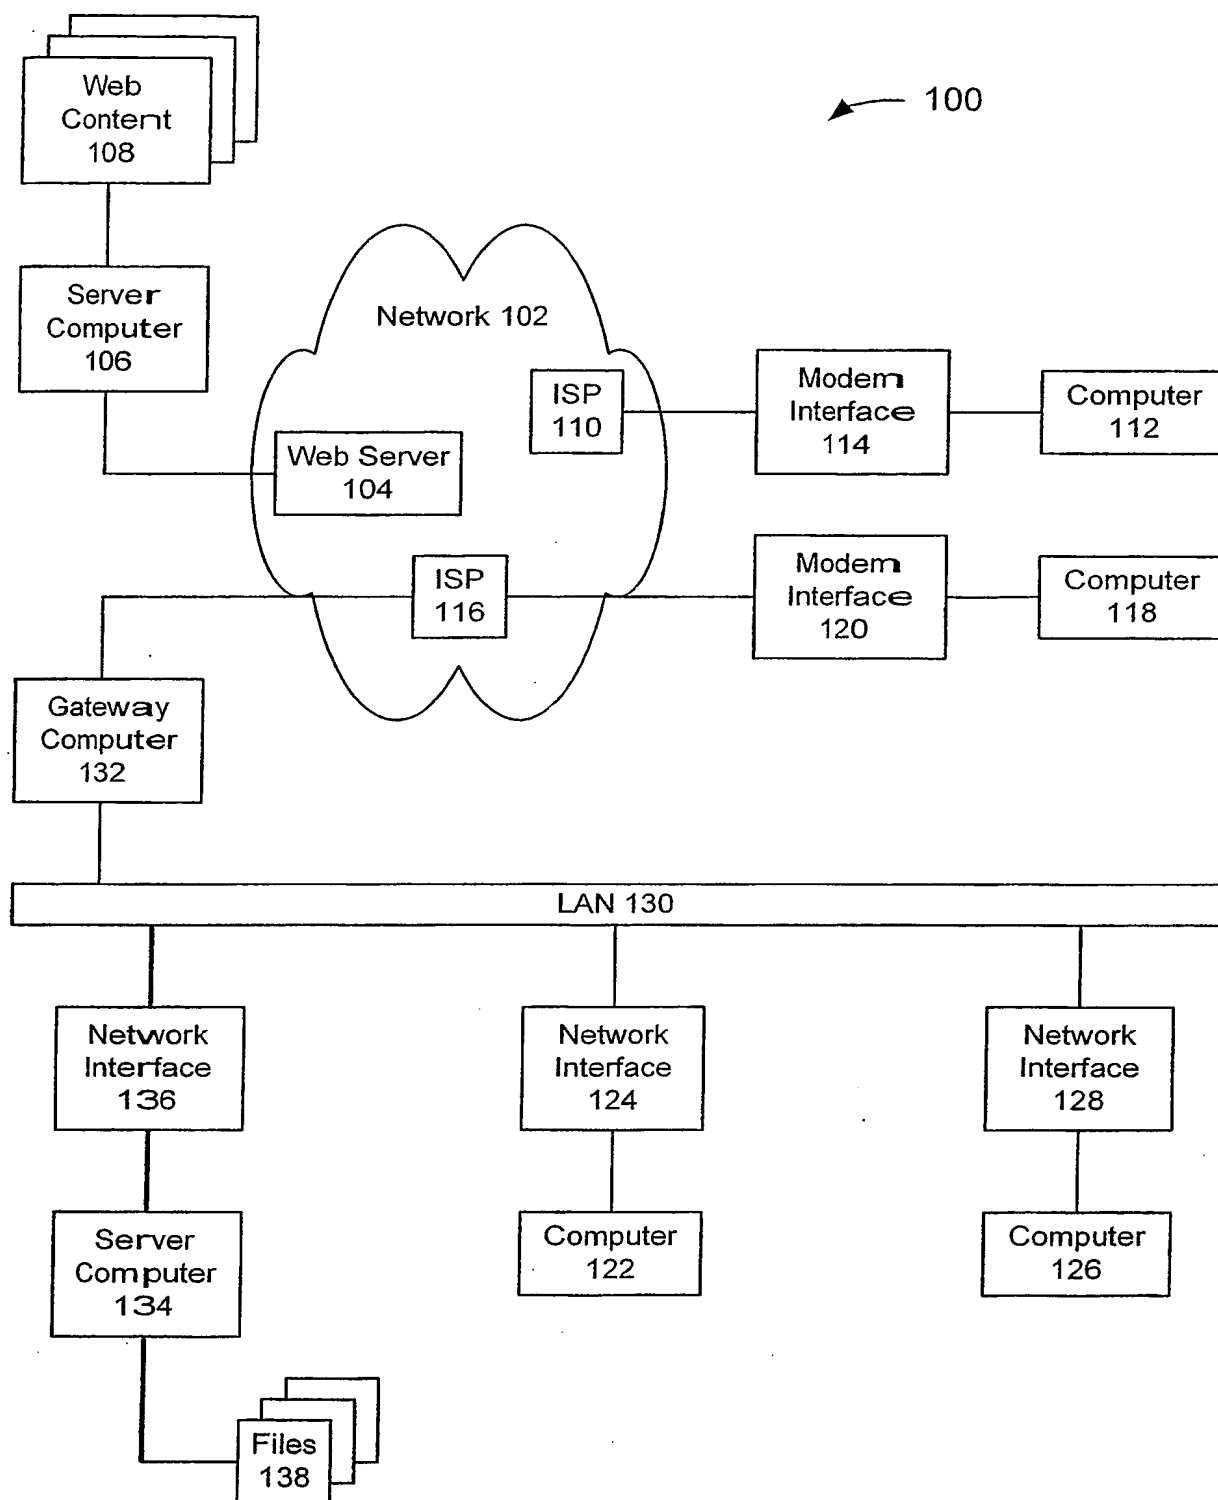 Web
Content
108
100
Server
Computer
106
Network 102
ISP
110
Modem
Interface
114
Computer
112
Web Server
104
ISP
116
Modem
Interface
120
Computer
118
Gateway
Computer
132
LAN 130
Network
Interface
136
Network
Interface
124
Network
Interface
128
Server
Computer
134
Computer
122
Computer
126
Files
138